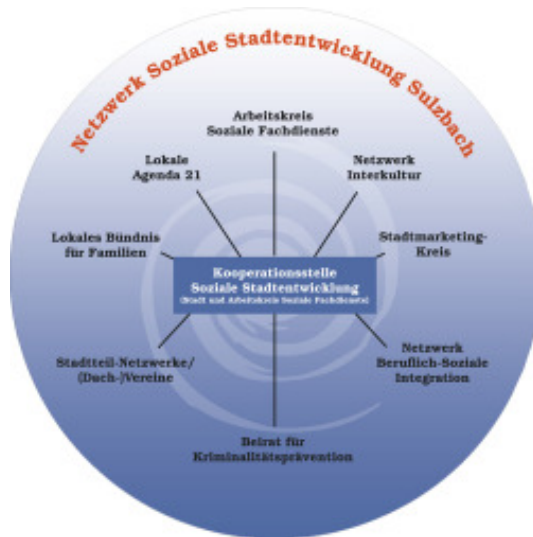 Netzwerk Soziale Stadtentwicklung Sulzbach
Arbeitskreis
Soziale Fachdienste
Lokale
Agenda 21
Netzwerk
Interkultur
Lokales Bündnis
für Familien
Stadtmarketing-
Kreis
Kooperationsstelle
Soziale Stadtentwicklung
(Stadt und Arbeitskreis Soziale Fachdienste)
Stadtteil-Netzwerke/
(Dach-)Vereine
Netzwerk
Beruflich-Soziale
Integration
Beirat für
Kriminalitätsprävention